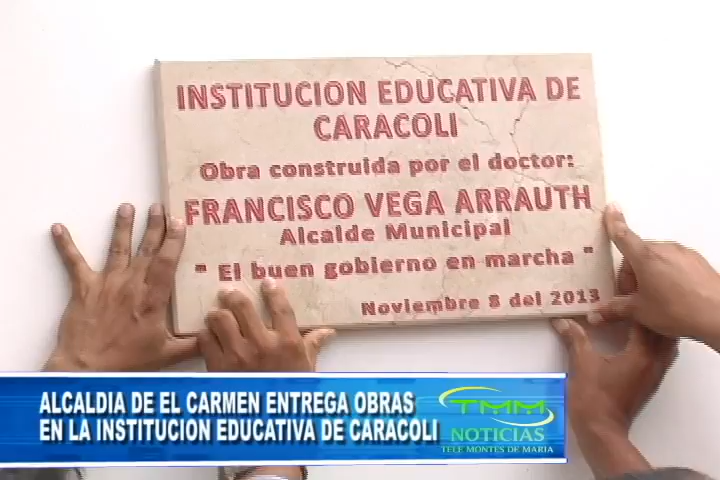 INSTITUCION EDUCATIVA DE
CARACOLI
Obra construida por el doctor:
FRANCISCO VEGA ARRAUTH
Alcalde Municipal
" El buen gobierno en marcha "
Noviembre 8 del 2013
ALCALDIA DE EL CARMEN ENTREGA OBRAS
EN LA INSTITUCION EDUCATIVA DE CARACOLI
TMM
NOTICIAS
TELE MONTES DE MARIA